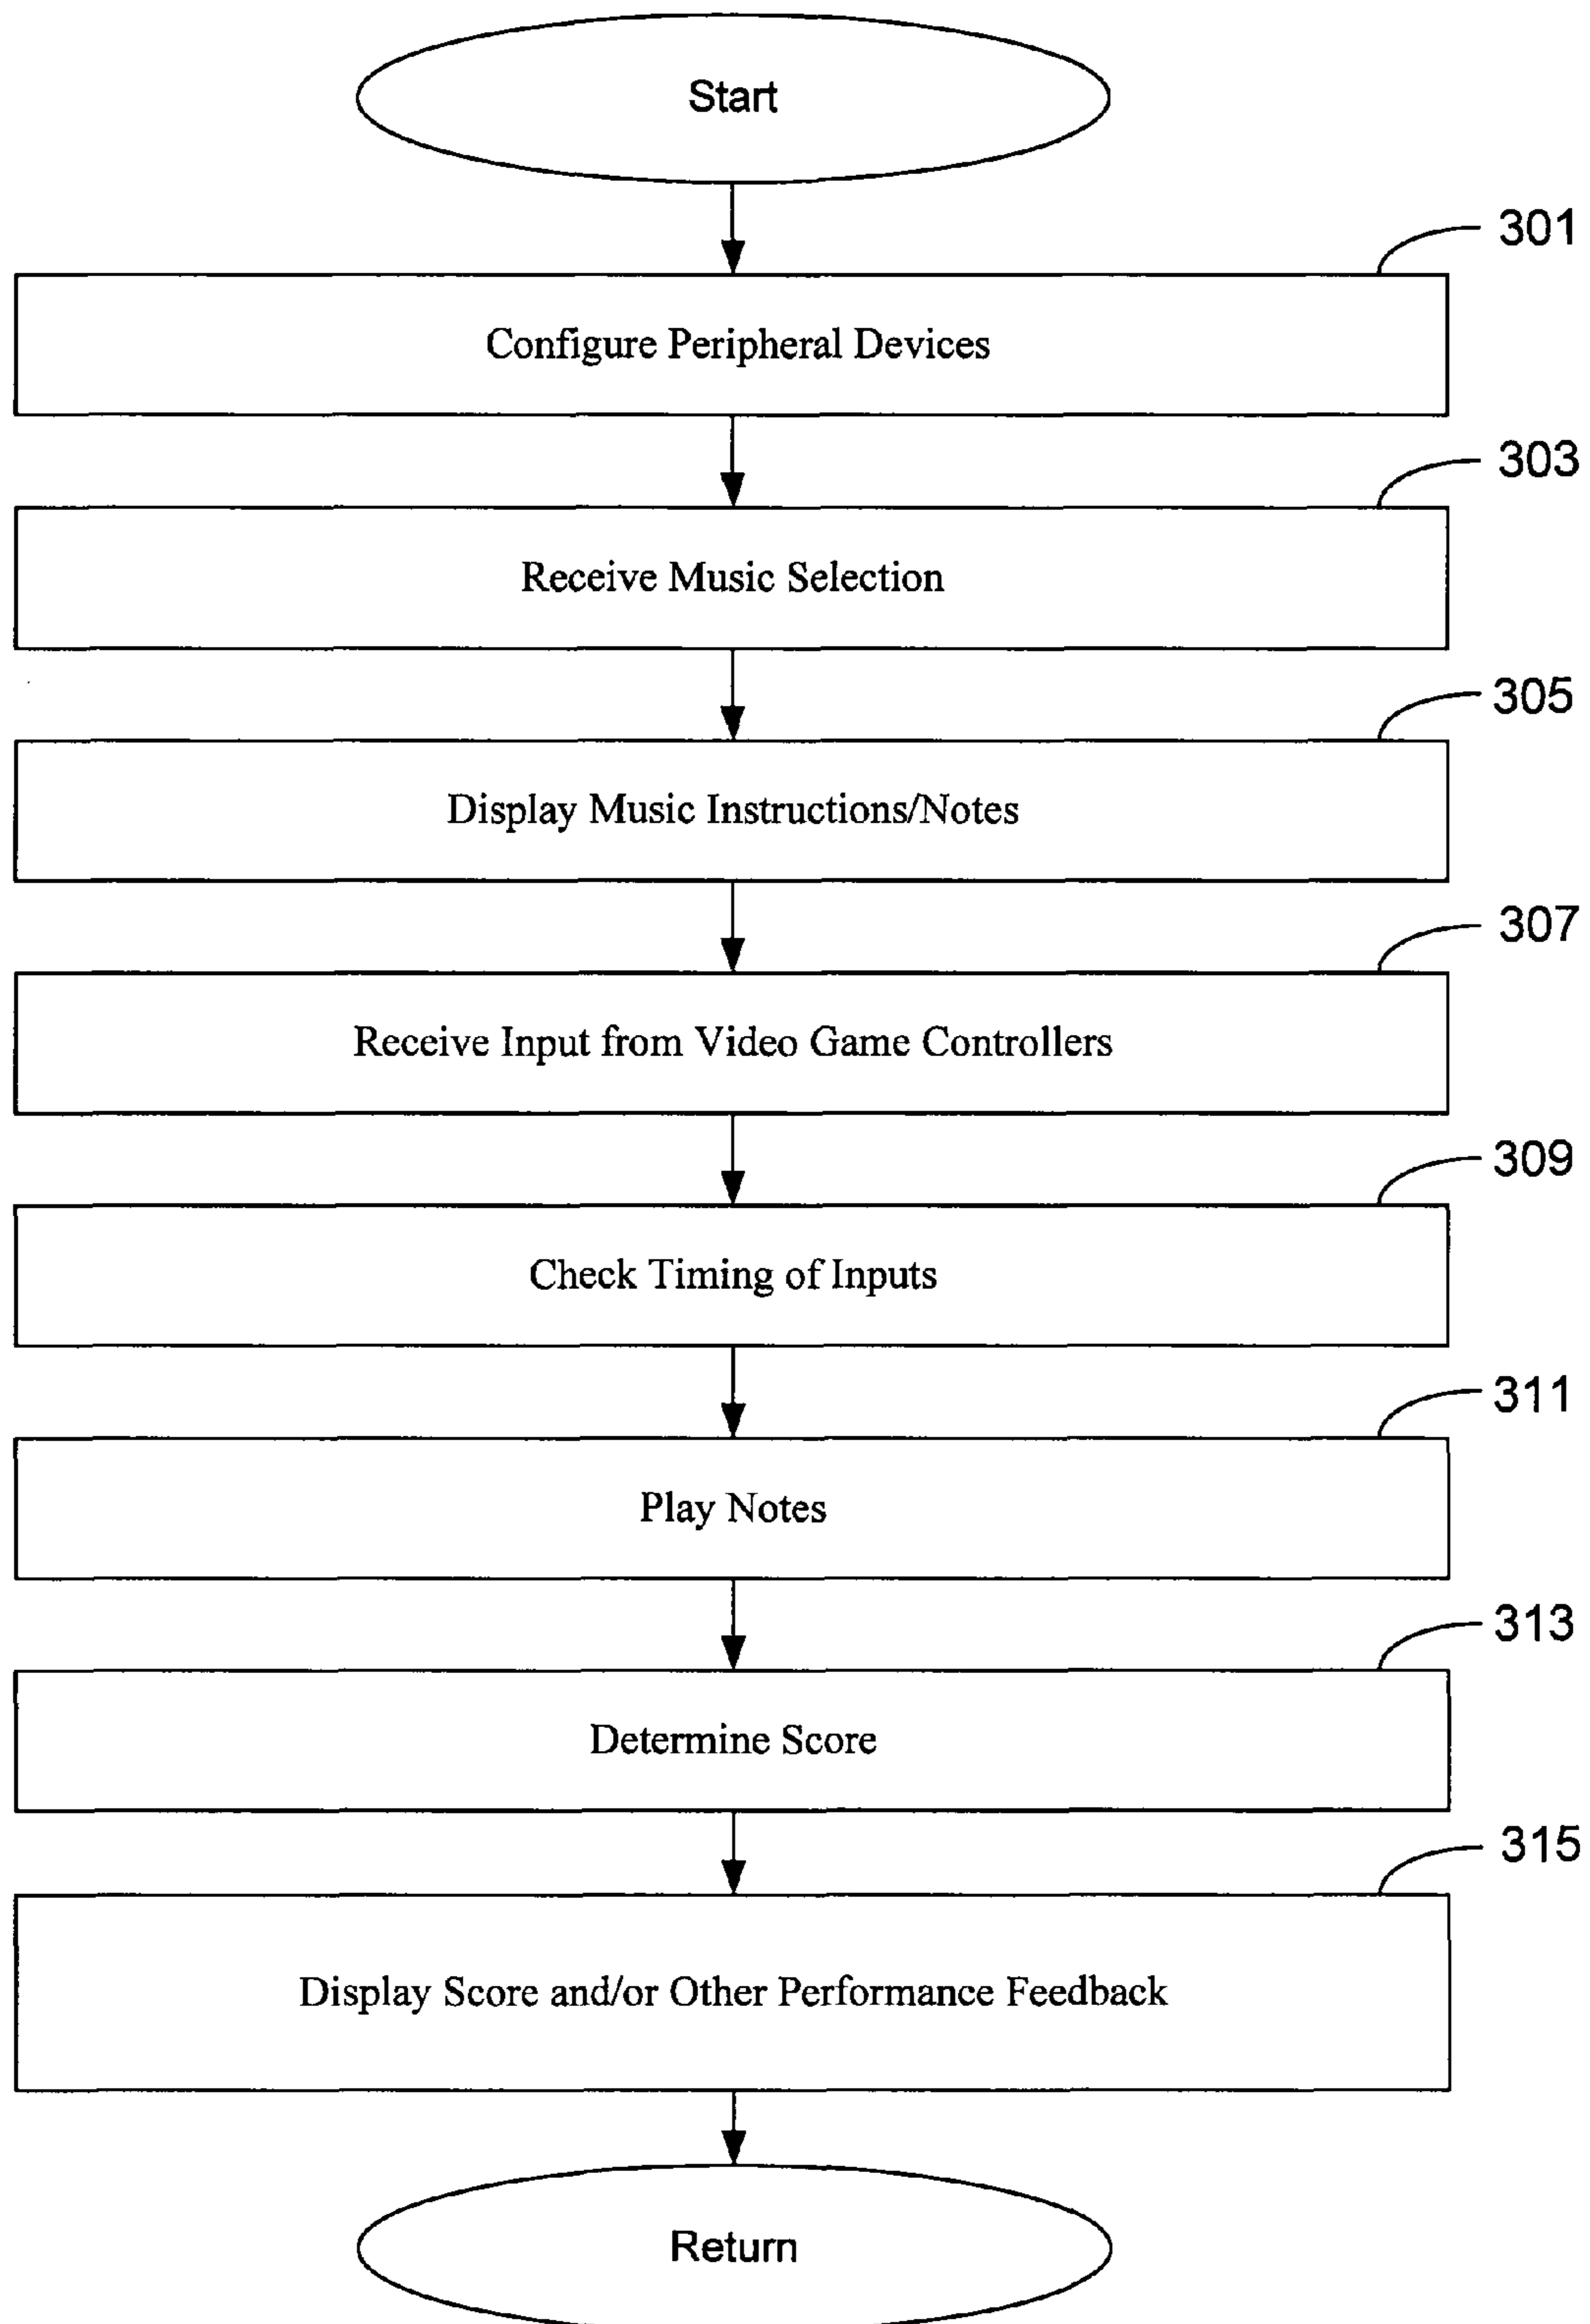 Start
301
Configure Peripheral Devices
303
Receive Music Selection
305
Display Music Instructions/Notes
307
Receive Input from Video Game Controllers
309
Check Timing of Inputs
311
Play Notes
313
Determine Score
315
Display Score and/or Other Performance Feedback
Return